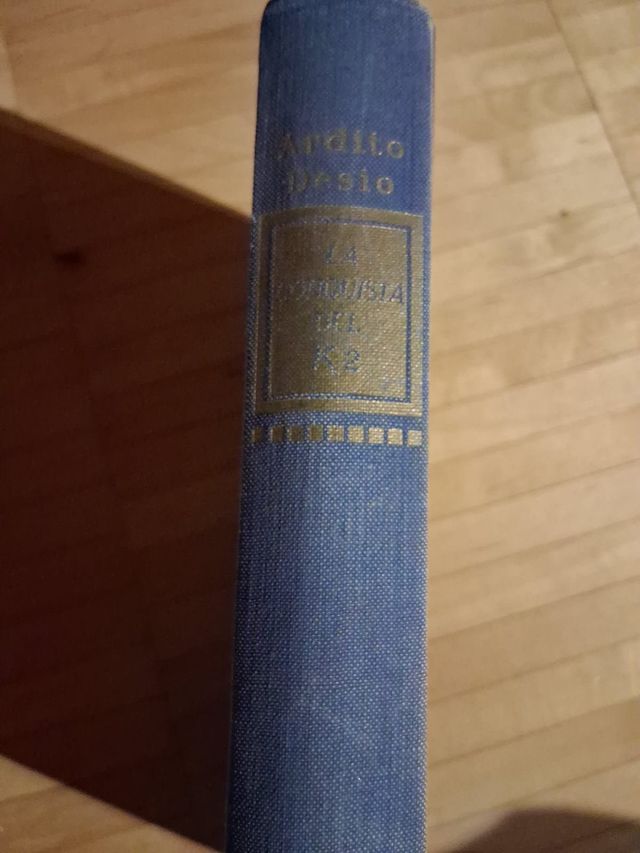 Ardito
Desio
LA
CONQUISTA
DEL
K2